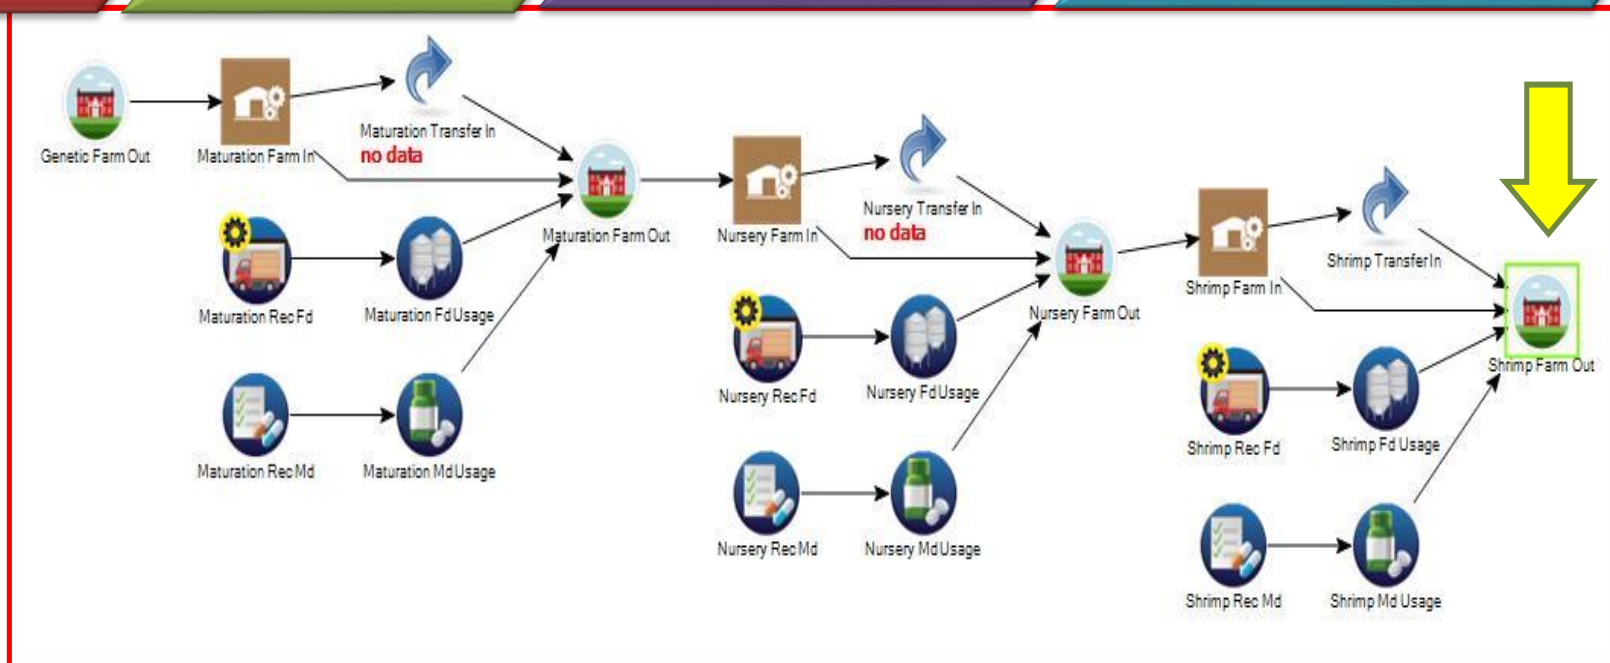 Genetic Farm Out
Maturation Farm In
Maturation Transfer In
no data
Maturation Farm Out
Maturation Rec Fd
Maturation Fd Usage
Maturation Rec Md
Maturation Md Usage
Nursery Farm In
Nursery Transfer In
no data
Nursery Farm Out
Nursery Rec Fd
Nursery Fd Usage
Nursery Rec Md
Nursery Md Usage
Shrimp Farm In
Shrimp Transfer In
Shrimp Farm Out
Shrimp Rec Fd
Shrimp Fd Usage
Shrimp Rec Md
Shrimp Md Usage